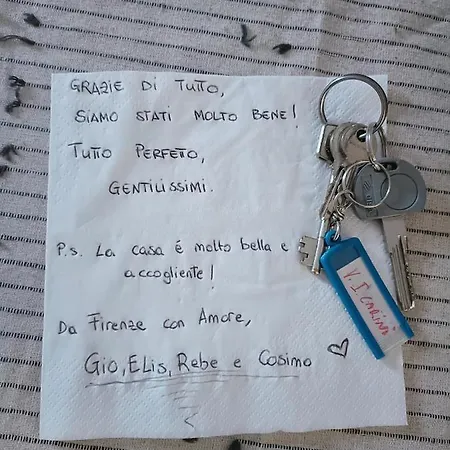 GRAZIE DI TUTTO,
SIAMO STATI MOLTO BENE!
TUTTO PERFETO,
GENTILISSIMI.
P.S. La casa é molto bella e
accogliente!
Da Firenze con Amore,
Gio, ELis, Rebe e Cosimo
V. I CARINI